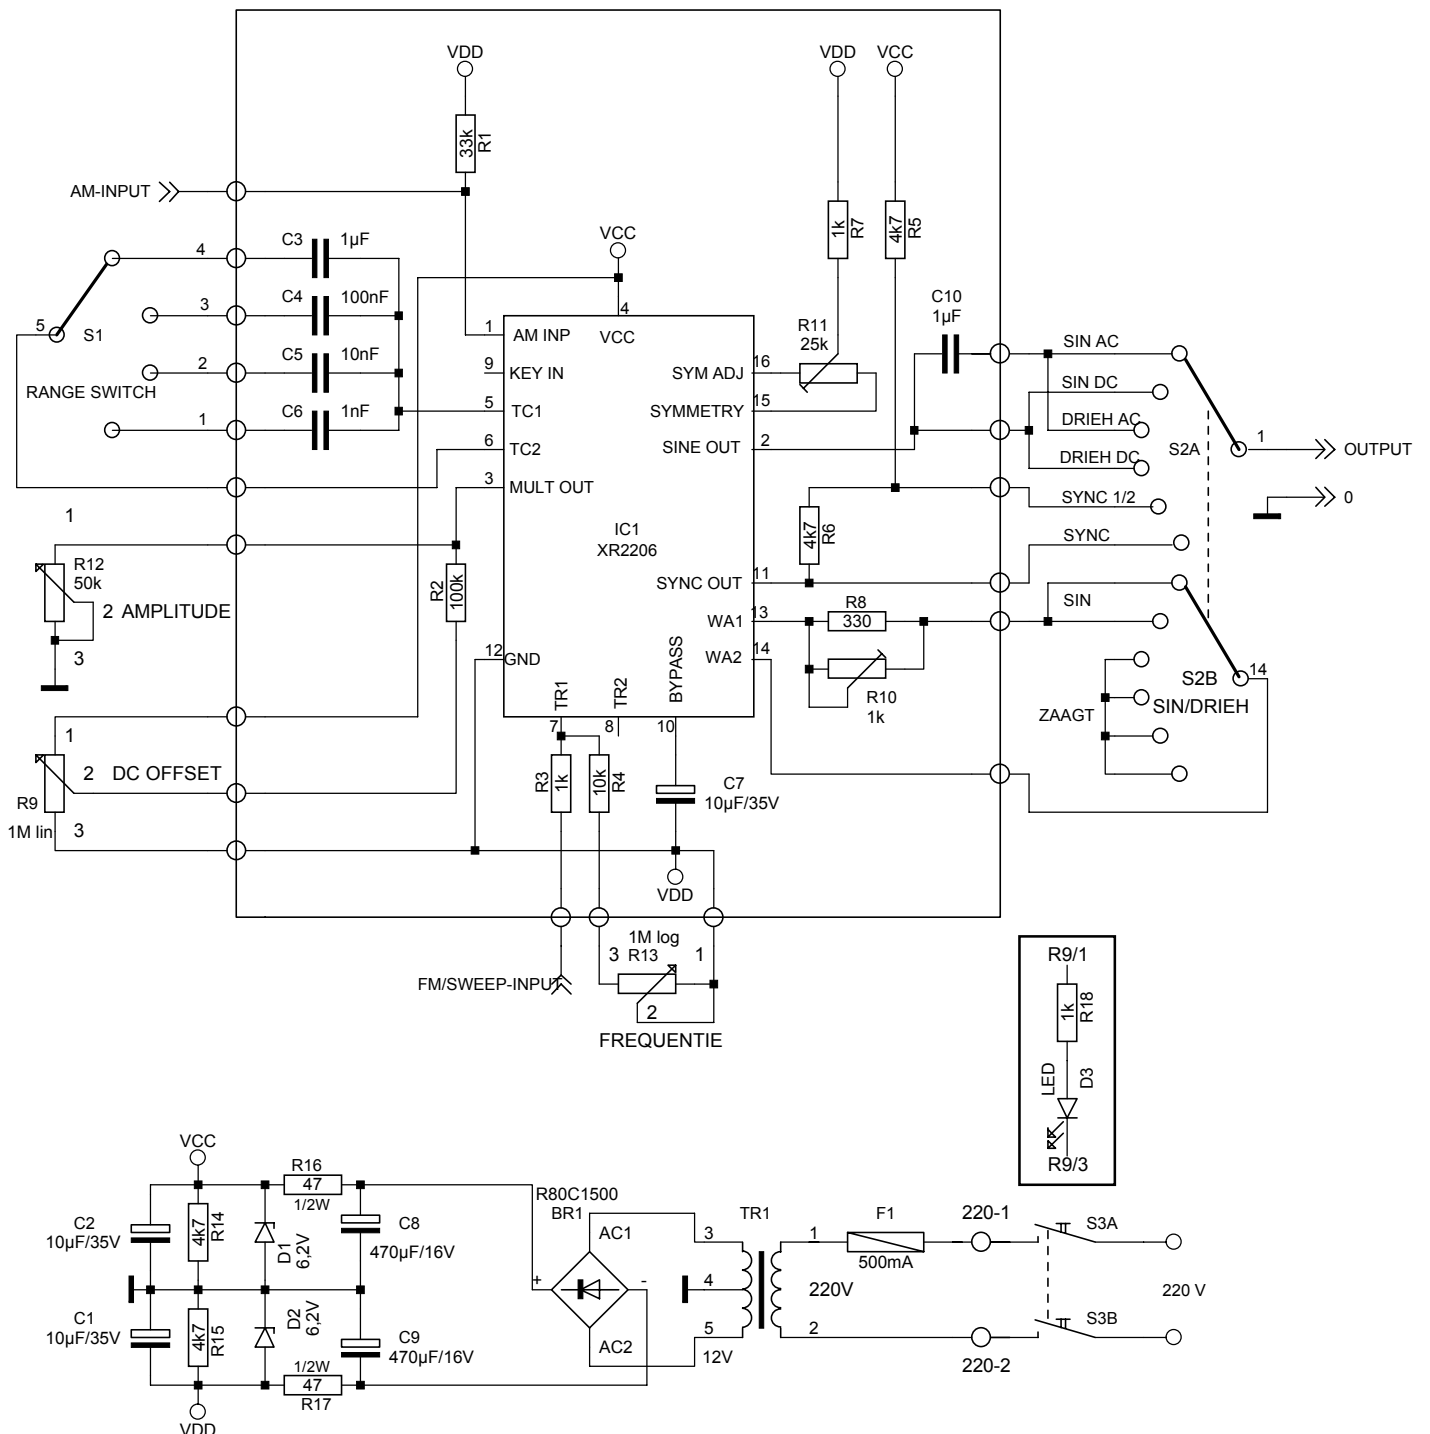 VDD
VDD
VCC
33k
R1
AM-INPUT
1k
R7
4k7
R5
4
C3
1µF
VCC
C10
1µF
3
C4
100nF
4
R11
25k
5
S1
1
AM INP
VCC
SIN AC
2
C5
10nF
9
KEY IN
SYM ADJ
16
SIN DC
RANGE SWITCH
1
C6
1nF
5
TC1
SYMMETRY
15
DRIEH AC
6
TC2
SINE OUT
2
S2A
1
OUTPUT
DRIEH DC
3
MULT OUT
SYNC 1/2
0
1
IC1
XR2206
4k7
R6
SYNC
R12
50k
R2
100k
SYNC OUT
11
2 AMPLITUDE
WA1
13
R8
330
SIN
3
12
GND
WA2
14
BYPASS
TR1
TR2
R10
1k
S2B
14
SIN/DRIEH
ZAAGT
7
8
10
1
2 DC OFFSET
R9
1M lin
3
R3
1k
10k
R4
C7
10µF/35V
VDD
1M log
3
R13
1
FM/SWEEP-INPUT
2
FREQUENTIE
R9/1
1k
R18
LED
D3
R9/3
VCC
R16
47
1/2W
R80C1500
BR1
AC1
3
TR1
1
F1
500mA
220-1
S3A
C2
10µF/35V
4k7
R14
D1
6,2V
C8
470µF/16V
+
-
4
220V
220 V
C1
10µF/35V
4k7
R15
D2
6,2V
C9
470µF/16V
AC2
5
12V
2
220-2
S3B
1/2W
47
R17
VDD